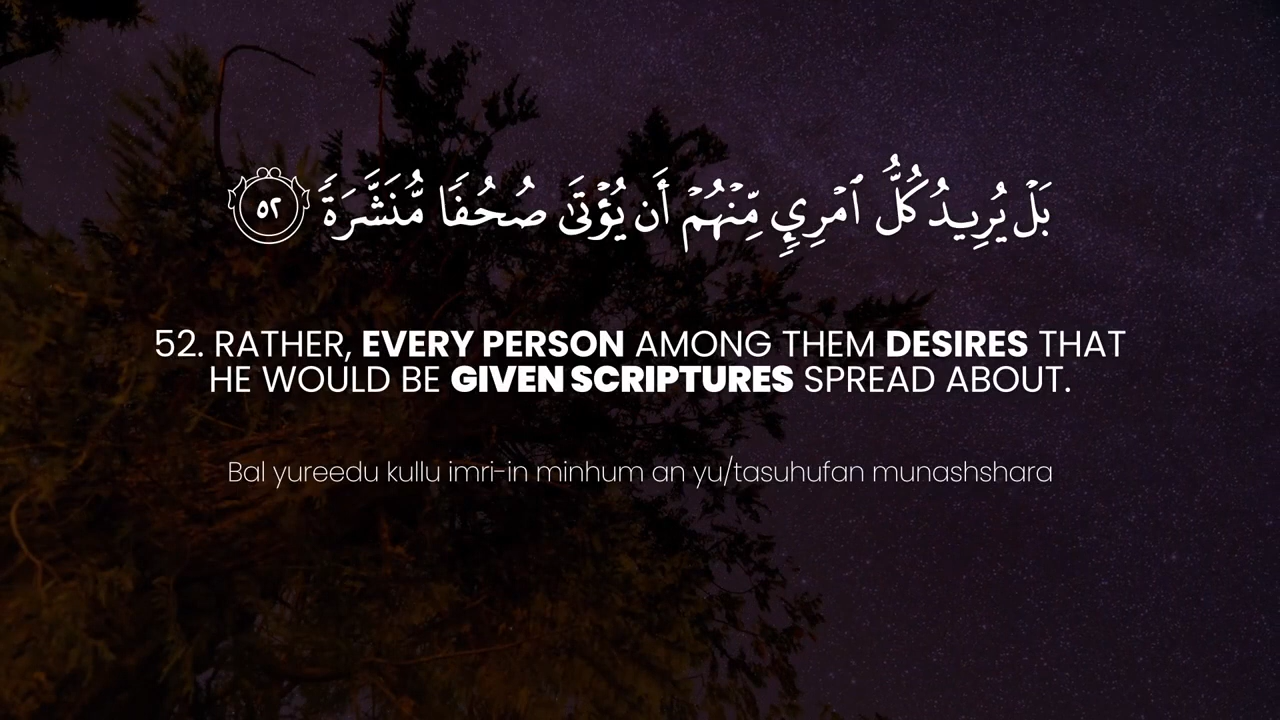 بَلْ يُرِيدُ كُلُّ ٱمْرِئٍ مِّنْهُمْ أَن يُؤْتَىٰ صُحُفًا مُّنَشَّرَةً ٥٢
52. RATHER, EVERY PERSON AMONG THEM DESIRES THAT
HE WOULD BE GIVEN SCRIPTURES SPREAD ABOUT.
Bal yureedu kullu imri-in minhum an yu/tasuhufan munashshara